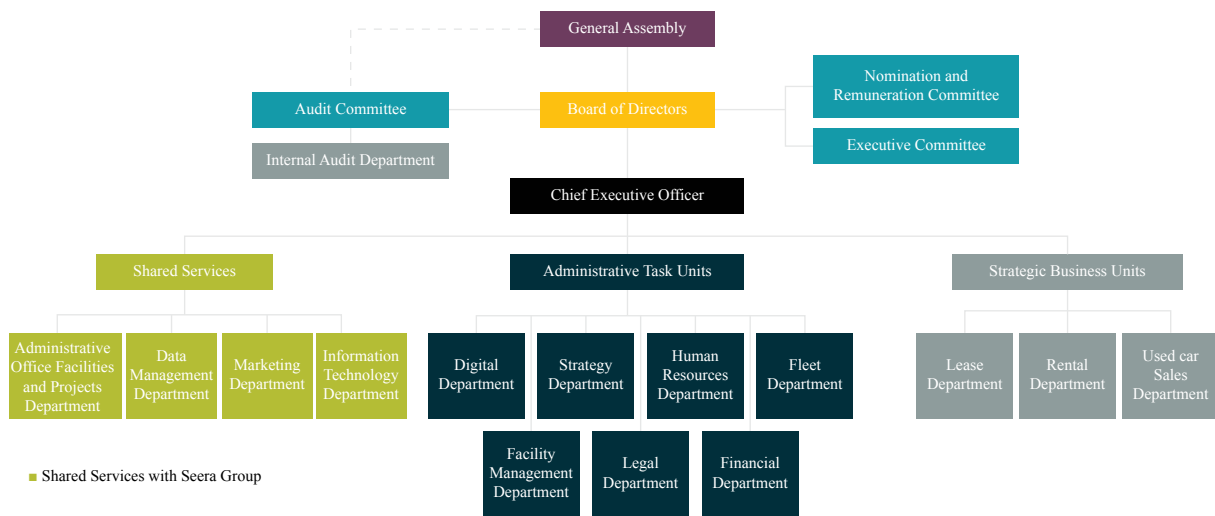 General Assembly
Audit Committee
Board of Directors
Nomination and
Remuneration Committee
Executive Committee
Internal Audit Department
Chief Executive Officer
Shared Services
Administrative Task Units
Strategic Business Units
Administrative
Office Facilities
and Projects
Department
Data
Management
Department
Marketing
Department
Information
Technology
Department
Digital
Department
Strategy
Department
Human
Resources
Department
Fleet
Department
Lease
Department
Rental
Department
Used car
Sales
Department
Facility
Management
Department
Legal
Department
Financial
Department
Shared Services with Seera Group